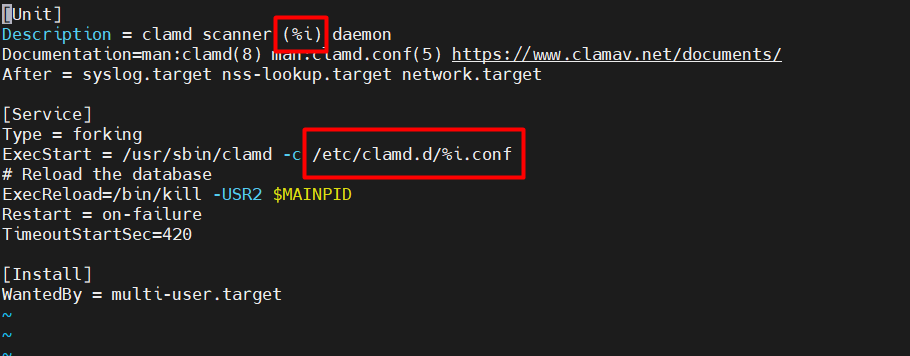 [Unit]
Description = clamd scanner (%i) daemon
Documentation=man:clamd(8) man:clamd.conf(5) https://www.clamav.net/documents/
After = syslog.target nss-lookup.target network.target
[Service]
Type = forking
ExecStart = /usr/sbin/clamd -c /etc/clamd.d/%i.conf
# Reload the database
ExecReload=/bin/kill -USR2 $MAINPID
Restart = on-failure
TimeoutStartSec=420
[Install]
WantedBy = multi-user.target
~
~
~